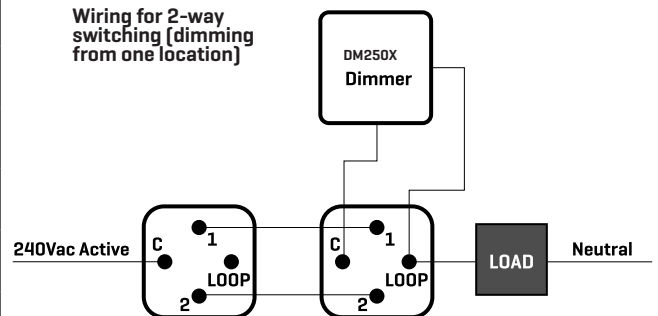 Wiring for 2-way
switching (dimming
from one location)
DM250X
Dimmer
240Vac Active
C
1
LOOP
2
C
1
LOOP
2
LOAD
Neutral